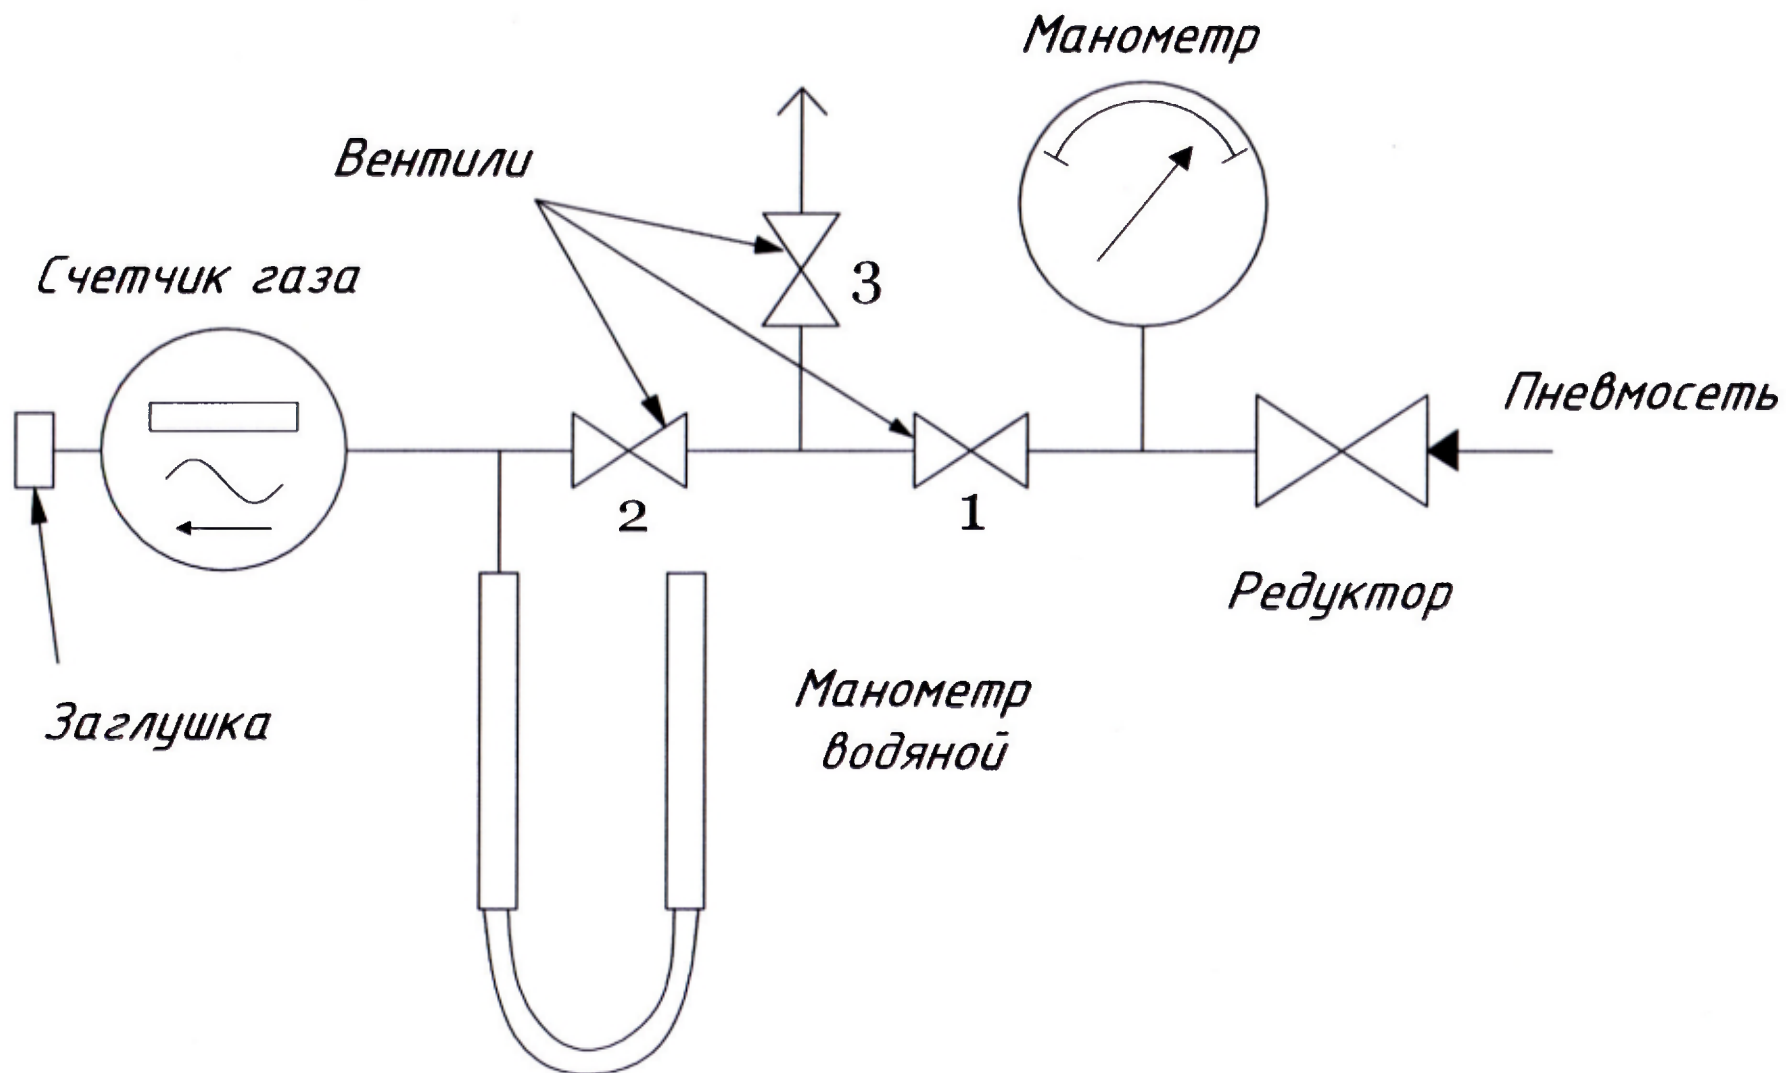 Манометр
Вентили
3
Счетчик газа
Пневмосеть
2
1
Редуктор
Манометр
водяной
Заглушка